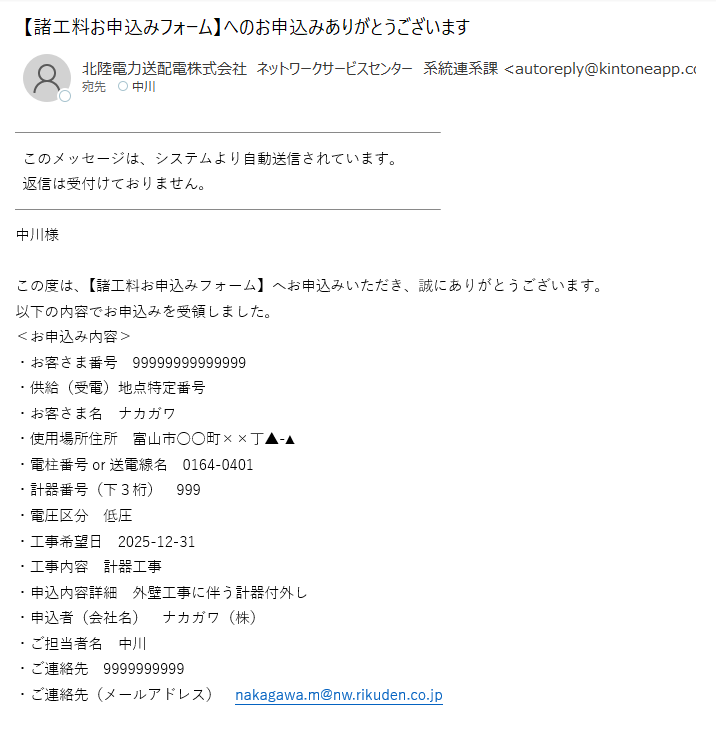 【諸工料お申込みフォーム】へのお申込みありがとうございます
北陸電力送配電株式会社 ネットワークサービスセンター 系統連系課 <autoreply@kintoneapp.co
宛先 中川
このメッセージは、システムより自動送信されています。
返信は受付けておりません。
中川様
この度は、【諸工料お申込みフォーム】へお申込みいただき、誠にありがとうございます。
以下の内容でお申込みを受領しました。
＜お申込み内容＞
・お客さま番号 99999999999999
・供給（受電）地点特定番号
・お客さま名 ナカガワ
・使用場所住所 富山市〇〇町××丁▲-▲
・電柱番号 or 送電線名 0164-0401
・計器番号（下３桁） 999
・電圧区分 低圧
・工事希望日 2025-12-31
・工事内容 計器工事
・申込内容詳細 外壁工事に伴う計器付外し
・申込者（会社名） ナカガワ（株）
・ご担当者名 中川
・ご連絡先 9999999999
・ご連絡先（メールアドレス） nakagawa.m@nw.rikuden.co.jp